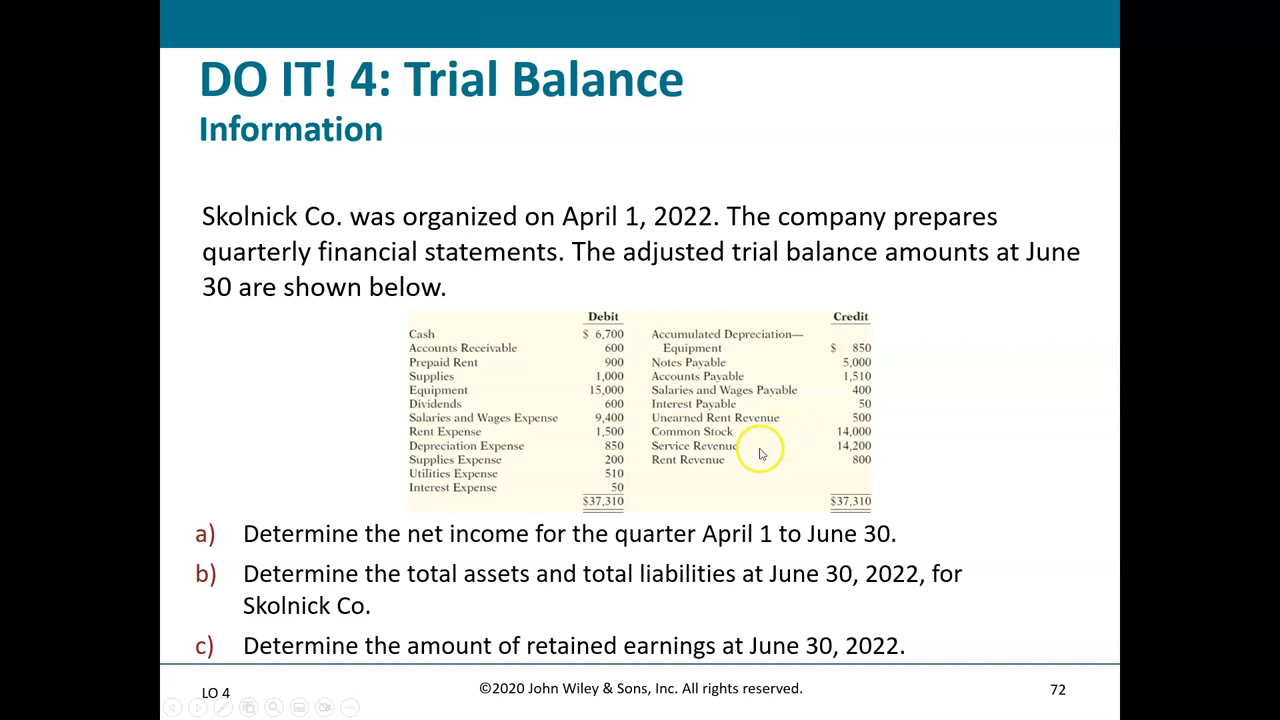 DO IT! 4: Trial Balance
Information
Skolnick Co. was organized on April 1, 2022. The company prepares
quarterly financial statements. The adjusted trial balance amounts at June
30 are shown below.
Debit Credit
Cash $ 6,700 Accumulated Depreciation—
Accounts Receivable 600 Equipment $ 850
Prepaid Rent 900 Notes Payable 5,000
Supplies 1,000 Accounts Payable 1,510
Equipment 15,000 Salaries and Wages Payable 400
Dividends 600 Interest Payable 50
Salaries and Wages Expense 9,400 Unearned Rent Revenue 500
Rent Expense 1,500 Common Stock 14,000
Depreciation Expense 850 Service Revenue 14,200
Supplies Expense 200 Rent Revenue 800
Utilities Expense 510
Interest Expense 50
$37,310 $37,310
a) Determine the net income for the quarter April 1 to June 30.
b) Determine the total assets and total liabilities at June 30, 2022, for
Skolnick Co.
c) Determine the amount of retained earnings at June 30, 2022.
LO 4 ©2020 John Wiley & Sons, Inc. All rights reserved. 72